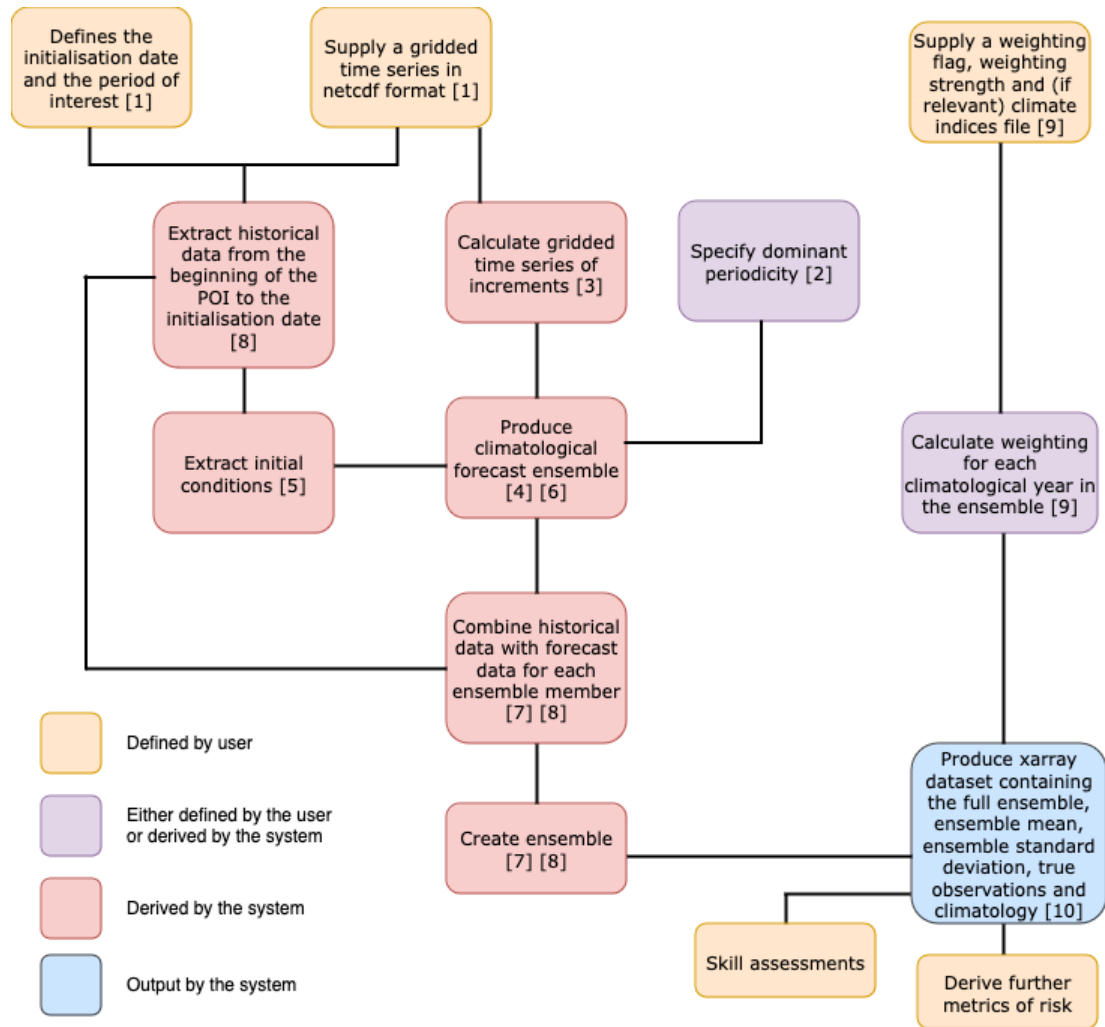 Defines the
initialisation date
and the period of
interest [1]
Supply a gridded
time series in
netcdf format [1]
Supply a weighting
flag, weighting
strength and (if
relevant) climate
indices file [9]
Extract historical
data from the
beginning of the
POI to the
initialisation date
[8]
Calculate gridded
time series of
increments [3]
Specify dominant
periodicity [2]
Extract initial
conditions [5]
Produce
climatological
forecast ensemble
[4] [6]
Calculate weighting
for each
climatological year in
the ensemble [9]
Combine historical
data with forecast
data for each
ensemble member
[7] [8]
Create ensemble
[7] [8]
Produce xarray
dataset containing
the full ensemble,
ensemble mean,
ensemble standard
deviation, true
observations and
climatology [10]
Skill assessments
Derive further
metrics of risk
Defined by user
Either defined by the user
or derived by the system
Derived by the system
Output by the system